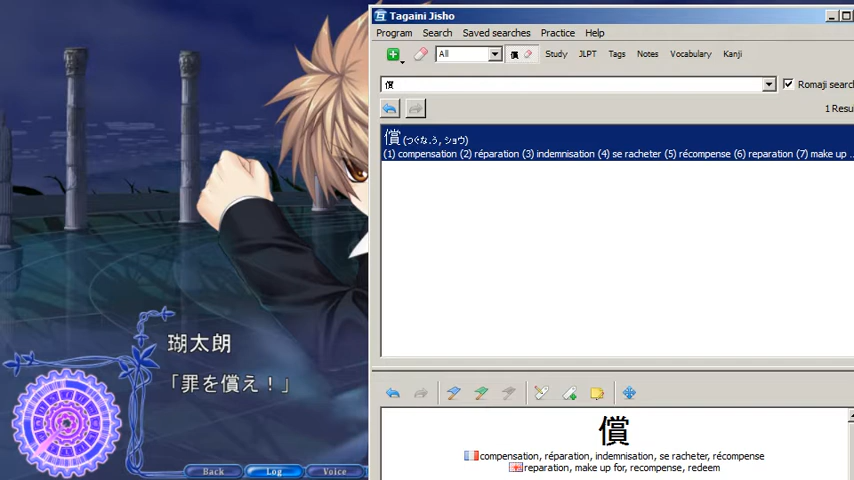 Tagaini Jisho
Program Search Saved searches Practice Help
All 償 Study JLPT Tags Notes Vocabulary Kanji
償 Romaji searc
1 Resu
償 (つぐな.う, ショウ)
(1) compensation (2) réparation (3) indemnisation (4) se racheter (5) récompense (6) reparation (7) make up ...
瑚太朗
「罪を償え！」
償
compensation, réparation, indemnisation, se racheter, récompense
reparation, make up for, recompense, redeem
Back Log Voice